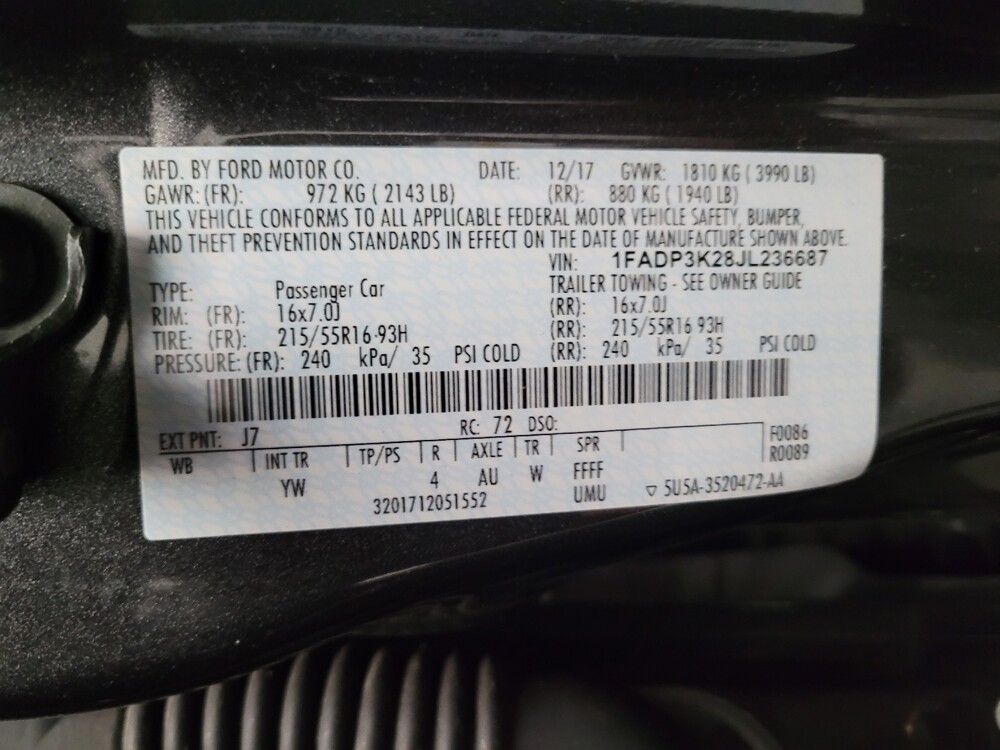 MFD. BY FORD MOTOR CO. DATE: 12/17 GVWR: 1810 KG ( 3990 LB)
GAWR: (FR): 972 KG ( 2143 LB) (RR): 880 KG ( 1940 LB)
THIS VEHICLE CONFORMS TO ALL APPLICABLE FEDERAL MOTOR VEHICLE SAFETY, BUMPER,
AND THEFT PREVENTION STANDARDS IN EFFECT ON THE DATE OF MANUFACTURE SHOWN ABOVE.
VIN: 1FADP3K28JL236687
TYPE: Passenger Car TRAILER TOWING - SEE OWNER GUIDE
RIM: (FR): 16x7.0J (RR): 16x7.0J
TIRE: (FR): 215/55R16 93H (RR): 215/55R16 93H
PRESSURE: (FR): 240 kPa/ 35 PSI COLD (RR): 240 kPa/ 35 PSI COLD
EXT PNT: J7 RC: 72 DSO: F0086
WB INT TR TP/PS R AXLE TR SPR R0089
YW 4 AU W FFFF
3201712051552 UMU ▽ 5U5A-3520472-AA